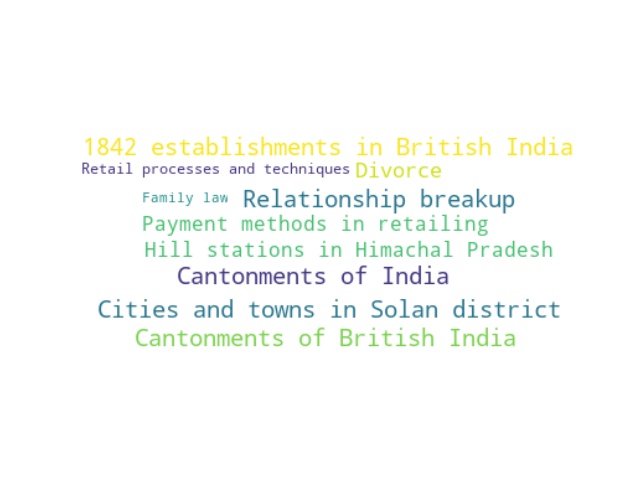 1842 establishments in British India
Retail processes and techniques Divorce
Family law Relationship breakup
Payment methods in retailing
Hill stations in Himachal Pradesh
Cantonments of India
Cities and towns in Solan district
Cantonments of British India